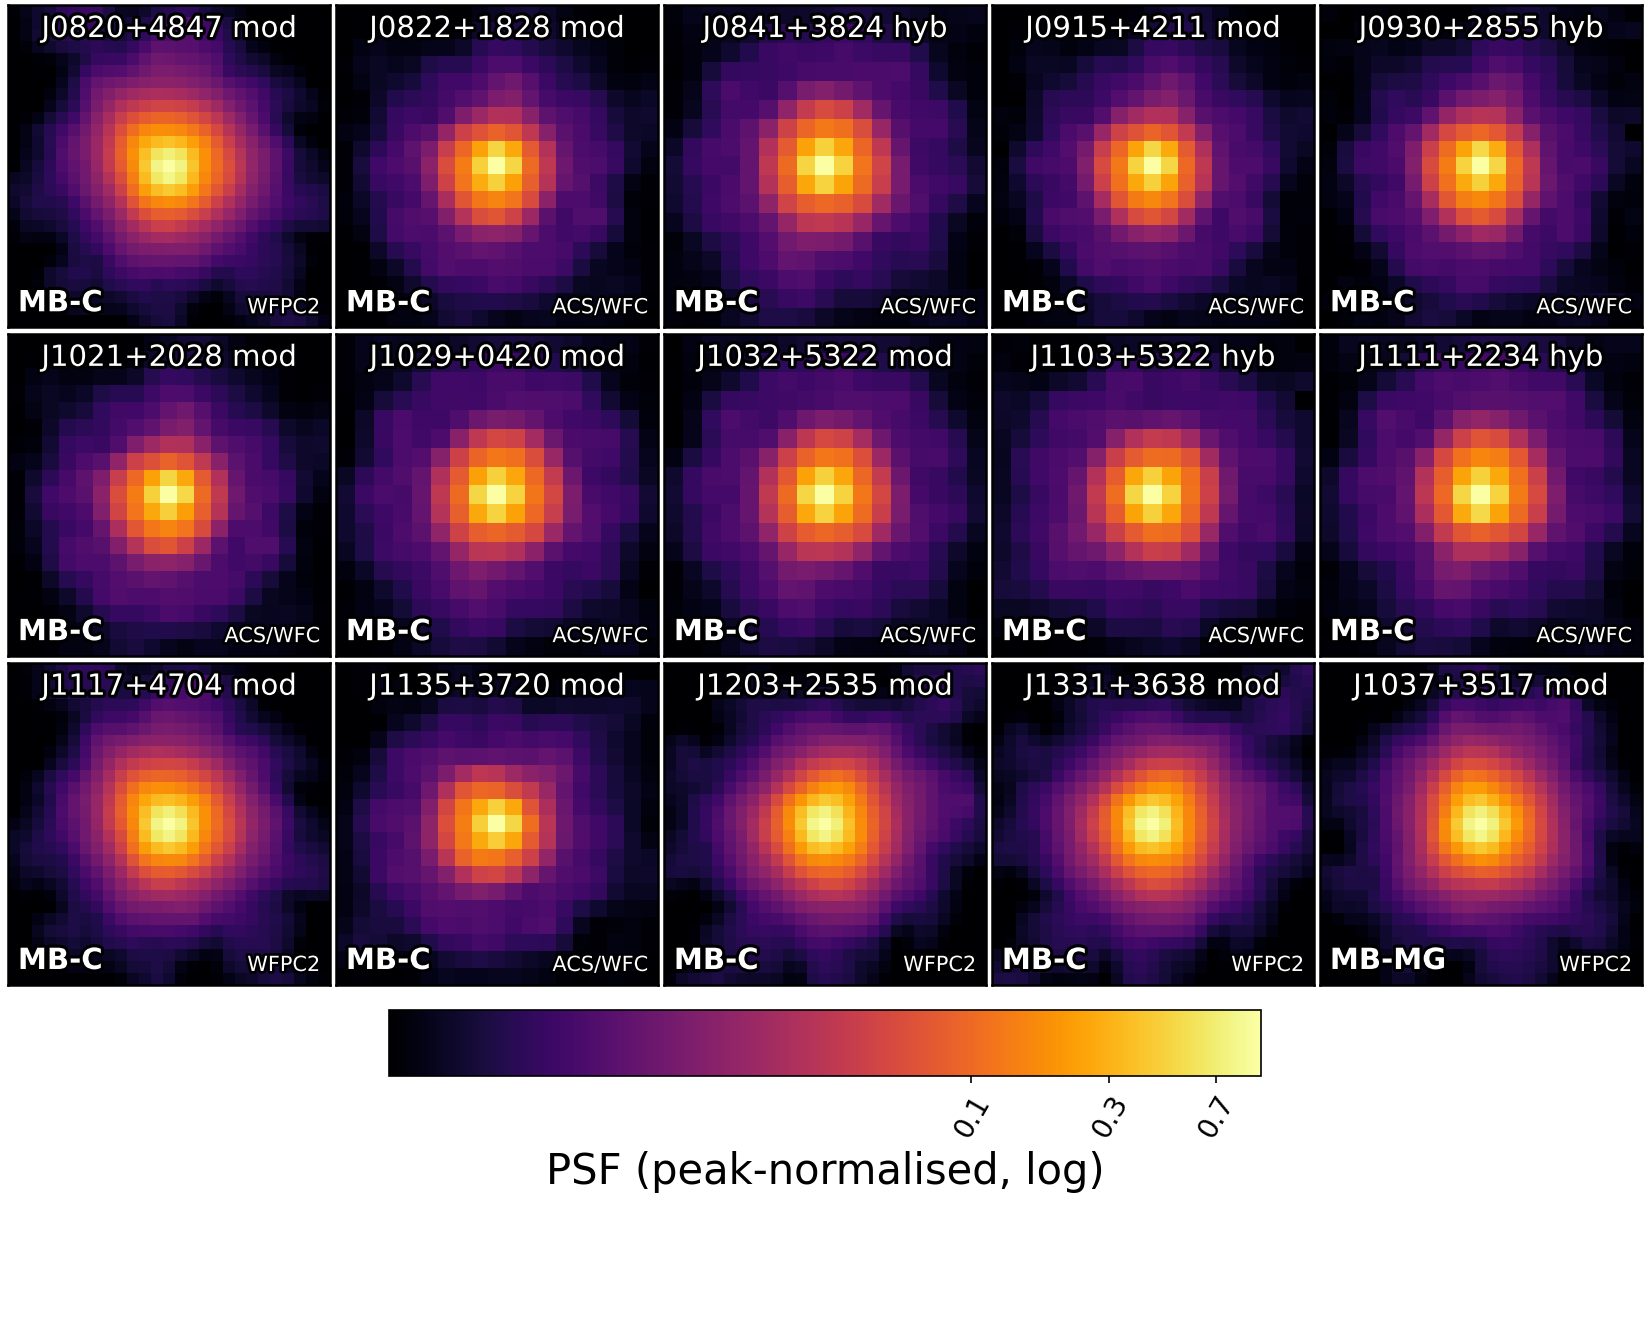 J0820+4847 mod
MB-C
WFPC2
J0822+1828 mod
MB-C
ACS/WFC
J0841+3824 hyb
MB-C
ACS/WFC
J0915+4211 mod
MB-C
ACS/WFC
J0930+2855 hyb
MB-C
ACS/WFC
J1021+2028 mod
MB-C
ACS/WFC
J1029+0420 mod
MB-C
ACS/WFC
J1032+5322 mod
MB-C
ACS/WFC
J1103+5322 hyb
MB-C
ACS/WFC
J1111+2234 hyb
MB-C
ACS/WFC
J1117+4704 mod
MB-C
WFPC2
J1135+3720 mod
MB-C
ACS/WFC
J1203+2535 mod
MB-C
WFPC2
J1331+3638 mod
MB-C
WFPC2
J1037+3517 mod
MB-MG
WFPC2
0.1
0.3
0.7
PSF (peak-normalised, log)